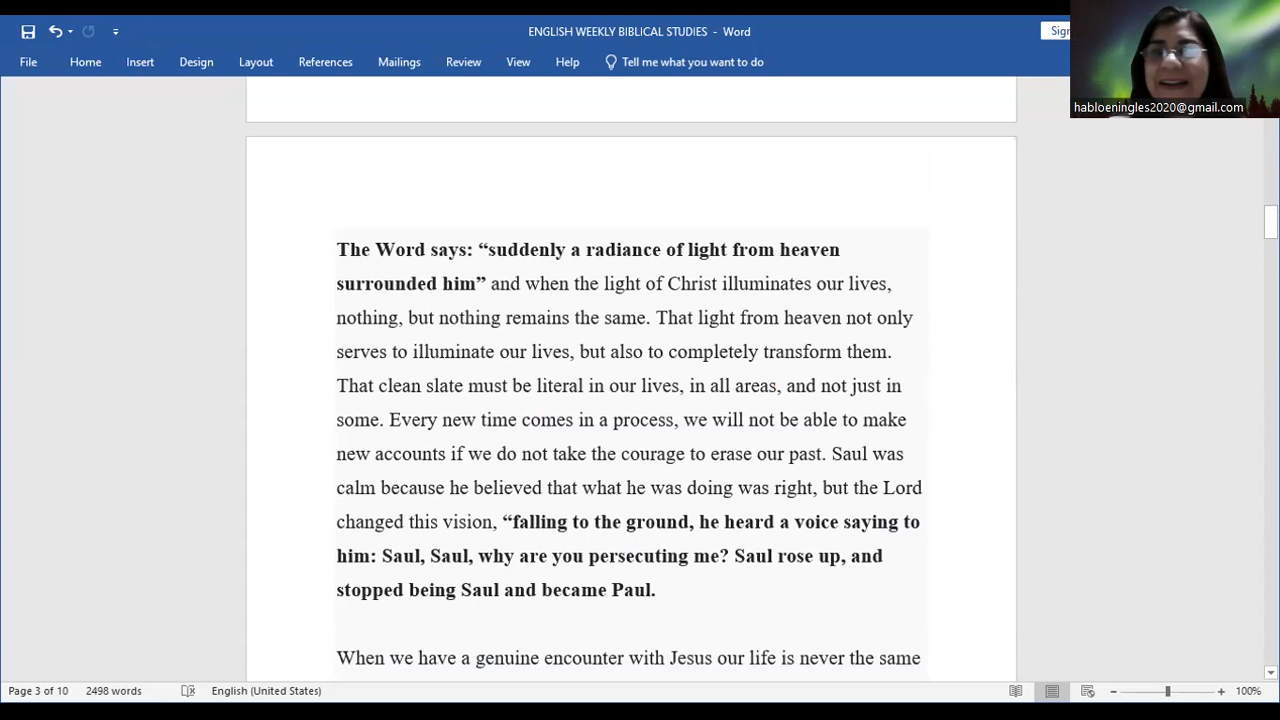 ENGLISH WEEKLY BIBLICAL STUDIES - Word
Sign
File Home Insert Design Layout References Mailings Review View Help Tell me what you want to do
habloeningles2020@gmail.com
The Word says: “suddenly a radiance of light from heaven
surrounded him” and when the light of Christ illuminates our lives,
nothing, but nothing remains the same. That light from heaven not only
serves to illuminate our lives, but also to completely transform them.
That clean slate must be literal in our lives, in all areas, and not just in
some. Every new time comes in a process, we will not be able to make
new accounts if we do not take the courage to erase our past. Saul was
calm because he believed that what he was doing was right, but the Lord
changed this vision, “falling to the ground, he heard a voice saying to
him: Saul, Saul, why are you persecuting me? Saul rose up, and
stopped being Saul and became Paul.
When we have a genuine encounter with Jesus our life is never the same
Page 3 of 10 2498 words English (United States) 100%